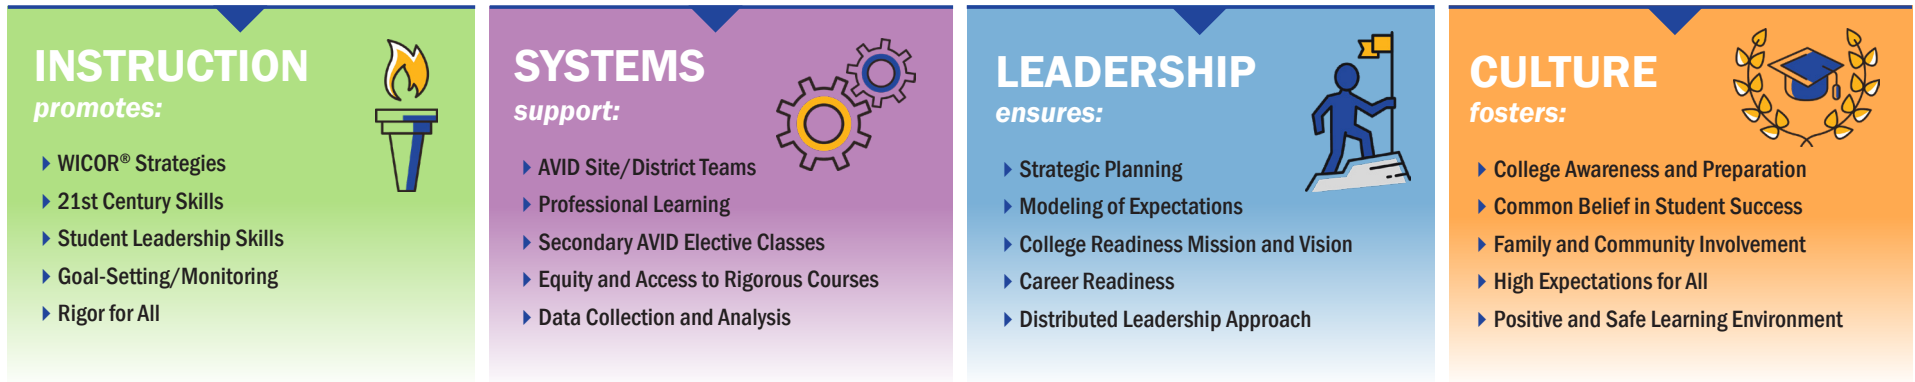 INSTRUCTION
promotes:
WICOR® Strategies
21st Century Skills
Student Leadership Skills
Goal-Setting/Monitoring
Rigor for All
SYSTEMS
support:
AVID Site/District Teams
Professional Learning
Secondary AVID Elective Classes
Equity and Access to Rigorous Courses
Data Collection and Analysis
LEADERSHIP
ensures:
Strategic Planning
Modeling of Expectations
College Readiness Mission and Vision
Career Readiness
Distributed Leadership Approach
CULTURE
fosters:
College Awareness and Preparation
Common Belief in Student Success
Family and Community Involvement
High Expectations for All
Positive and Safe Learning Environment